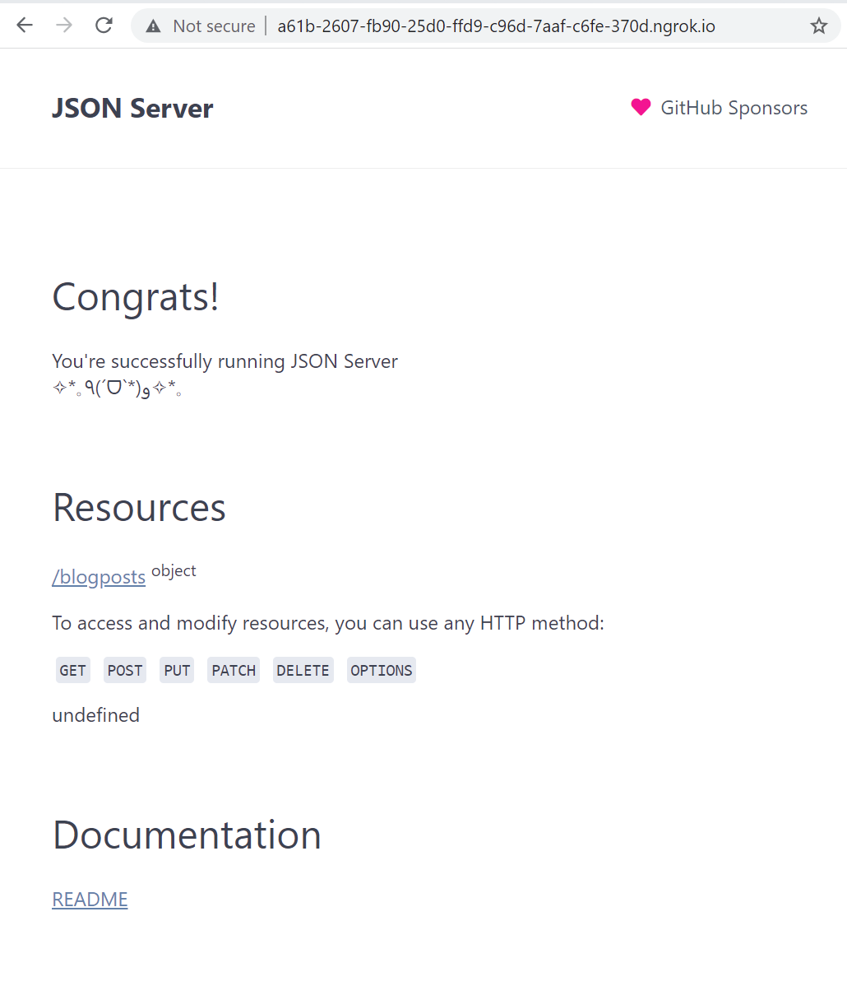 Not secure | a61b-2607-fb90-25d0-ffd9-c96d-7aaf-c6fe-370d.ngrok.io
JSON Server
GitHub Sponsors
Congrats!
You're successfully running JSON Server
✧*｡٩(ˊᗜˋ*)و✧*｡
Resources
/blogposts object
To access and modify resources, you can use any HTTP method:
GET POST PUT PATCH DELETE OPTIONS
undefined
Documentation
README